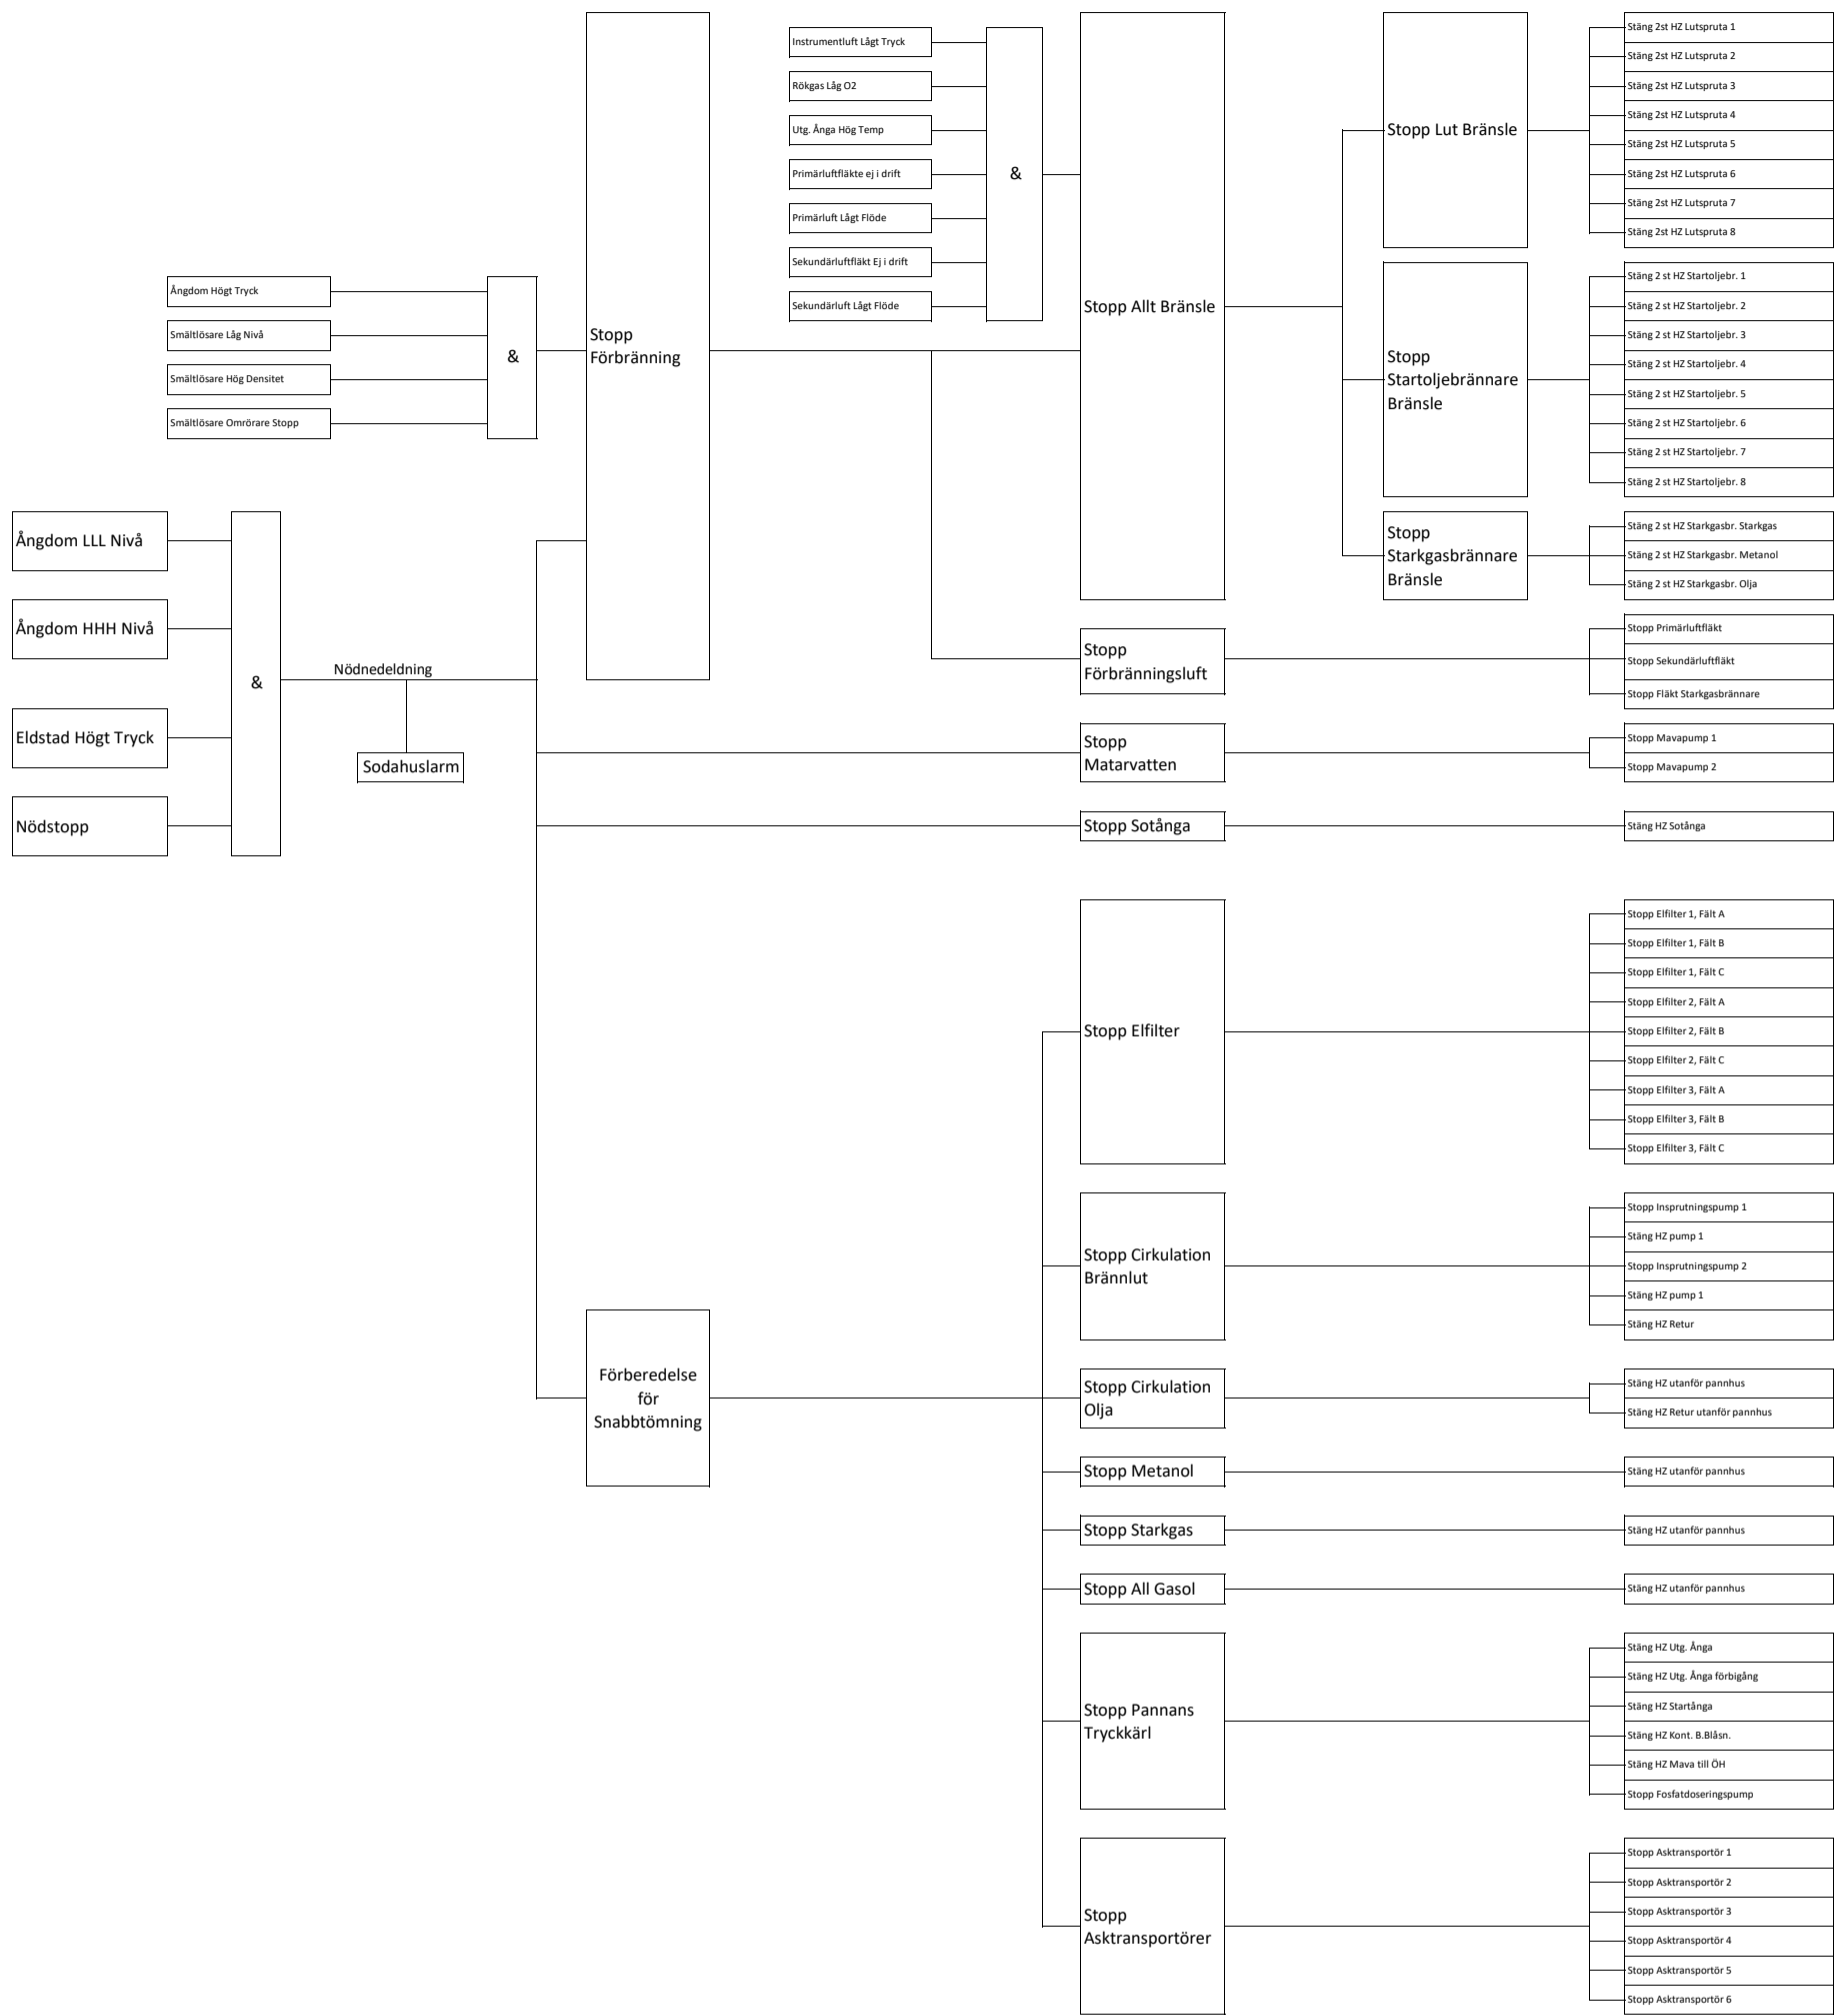 Instrumentluft Lågt Tryck
Rökgas Låg O2
Utg. Ånga Hög Temp
Primärluftfläkte ej i drift
Primärluft Lågt Flöde
Sekundärluftfläkt Ej i drift
Sekundärluft Lågt Flöde
&
Ångdom Högt Tryck
Smältlösare Låg Nivå
Smältlösare Hög Densitet
Smältlösare Omrörare Stopp
&
Stopp
Förbränning
Stopp Allt Bränsle
Stopp Lut Bränsle
Stäng 2st HZ Lutspruta 1
Stäng 2st HZ Lutspruta 2
Stäng 2st HZ Lutspruta 3
Stäng 2st HZ Lutspruta 4
Stäng 2st HZ Lutspruta 5
Stäng 2st HZ Lutspruta 6
Stäng 2st HZ Lutspruta 7
Stäng 2st HZ Lutspruta 8
Stopp
Startoljebrännare
Bränsle
Stäng 2 st HZ Startoljebr. 1
Stäng 2 st HZ Startoljebr. 2
Stäng 2 st HZ Startoljebr. 3
Stäng 2 st HZ Startoljebr. 4
Stäng 2 st HZ Startoljebr. 5
Stäng 2 st HZ Startoljebr. 6
Stäng 2 st HZ Startoljebr. 7
Stäng 2 st HZ Startoljebr. 8
Stopp
Starkgasbrännare
Bränsle
Stäng 2 st HZ Starkgasbr. Starkgas
Stäng 2 st HZ Starkgasbr. Metanol
Stäng 2 st HZ Starkgasbr. Olja
Ångdom LLL Nivå
Ångdom HHH Nivå
Eldstad Högt Tryck
Nödstopp
&
Nödnedeldning
Sodahuslarm
Stopp
Förbränningsluft
Stopp Primärluftfläkt
Stopp Sekundärluftfläkt
Stopp Fläkt Starkgasbrännare
Stopp
Matarvatten
Stopp Mavapump 1
Stopp Mavapump 2
Stopp Sotånga
Stäng HZ Sotånga
Förberedelse
för
Snabbtömning
Stopp Elfilter
Stopp Elfilter 1, Fält A
Stopp Elfilter 1, Fält B
Stopp Elfilter 1, Fält C
Stopp Elfilter 2, Fält A
Stopp Elfilter 2, Fält B
Stopp Elfilter 2, Fält C
Stopp Elfilter 3, Fält A
Stopp Elfilter 3, Fält B
Stopp Elfilter 3, Fält C
Stopp Cirkulation
Brännlut
Stopp Insprutningspump 1
Stäng HZ pump 1
Stopp Insprutningspump 2
Stäng HZ pump 1
Stäng HZ Retur
Stopp Cirkulation
Olja
Stäng HZ utanför pannhus
Stäng HZ Retur utanför pannhus
Stopp Metanol
Stäng HZ utanför pannhus
Stopp Starkgas
Stäng HZ utanför pannhus
Stopp All Gasol
Stäng HZ utanför pannhus
Stopp Pannans
Tryckkärl
Stäng HZ Utg. Ånga
Stäng HZ Utg. Ånga förbigång
Stäng HZ Startånga
Stäng HZ Kont. B.Blåsn.
Stäng HZ Mava till ÖH
Stopp Fosfatdoseringspump
Stopp
Asktransportörer
Stopp Asktransportör 1
Stopp Asktransportör 2
Stopp Asktransportör 3
Stopp Asktransportör 4
Stopp Asktransportör 5
Stopp Asktransportör 6